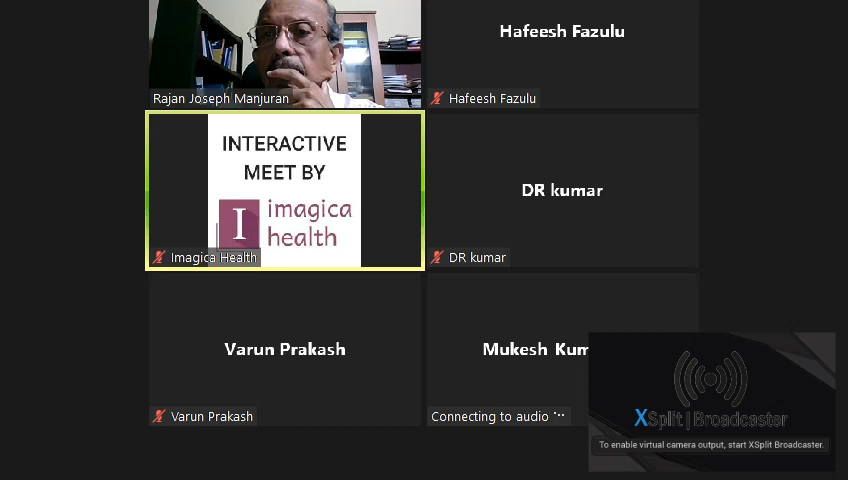 Hafeesh Fazulu
Rajan Joseph Manjuran
Hafeesh Fazulu
INTERACTIVE
MEET BY
I imagica
health
DR kumar
Imagica Health
DR kumar
Varun Prakash
Mukesh Kum
XSplit | Broadcaster
To enable virtual camera output, start XSplit Broadcaster.
Varun Prakash
Connecting to audio ...